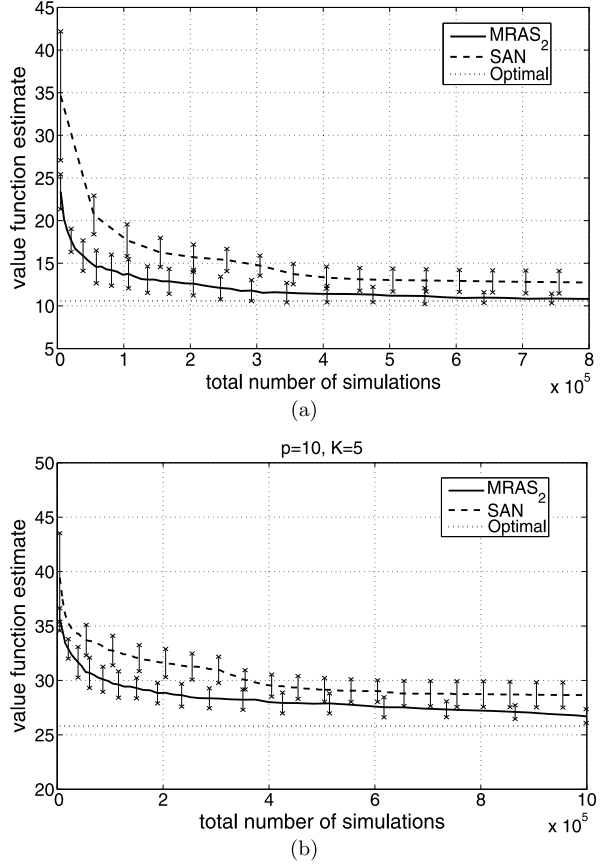 50
45
40
35
30
25
20
15
10
5
value function estimate
MRAS2
SAN
Optimal
0 1 2 3 4 5 6 7 8
total number of simulations
x 10^5
(a)
p=10, K=5
50
45
40
35
30
25
20
value function estimate
MRAS2
SAN
Optimal
0 2 4 6 8 10
total number of simulations
x 10^5
(b)